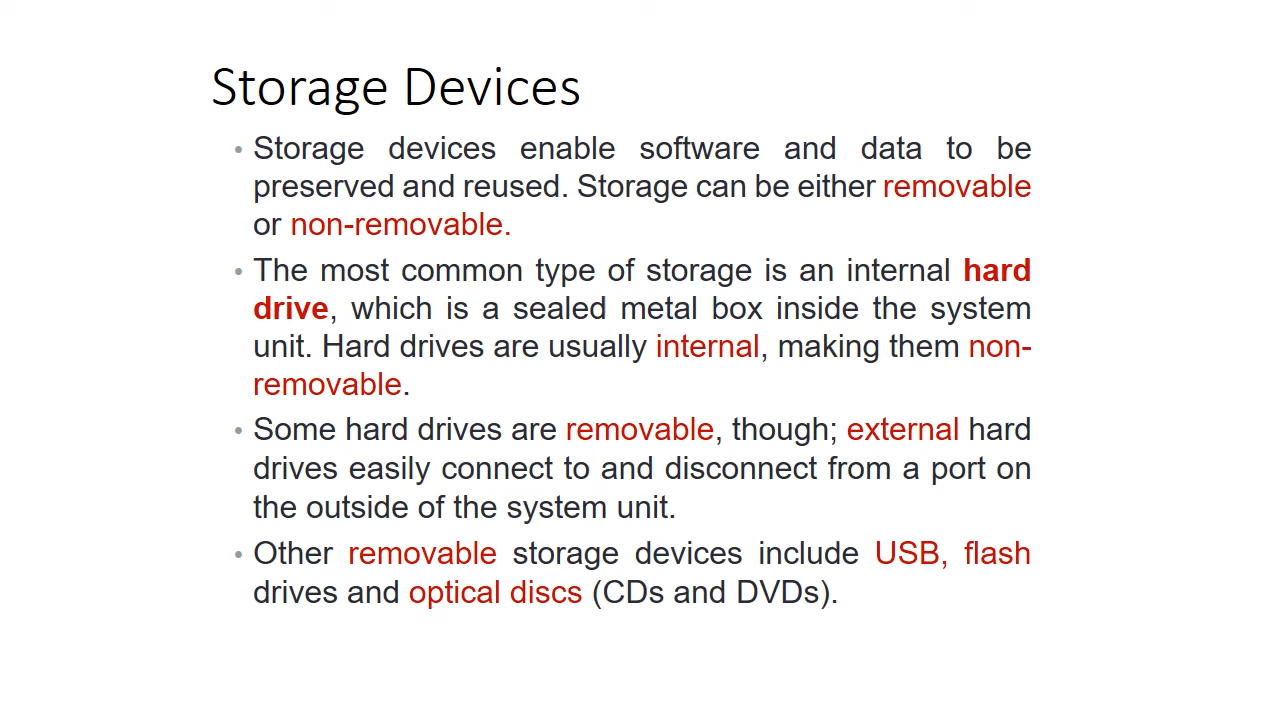 Storage Devices
• Storage devices enable software and data to be
preserved and reused. Storage can be either removable
or non-removable.
• The most common type of storage is an internal hard
drive, which is a sealed metal box inside the system
unit. Hard drives are usually internal, making them non-
removable.
• Some hard drives are removable, though; external hard
drives easily connect to and disconnect from a port on
the outside of the system unit.
• Other removable storage devices include USB, flash
drives and optical discs (CDs and DVDs).